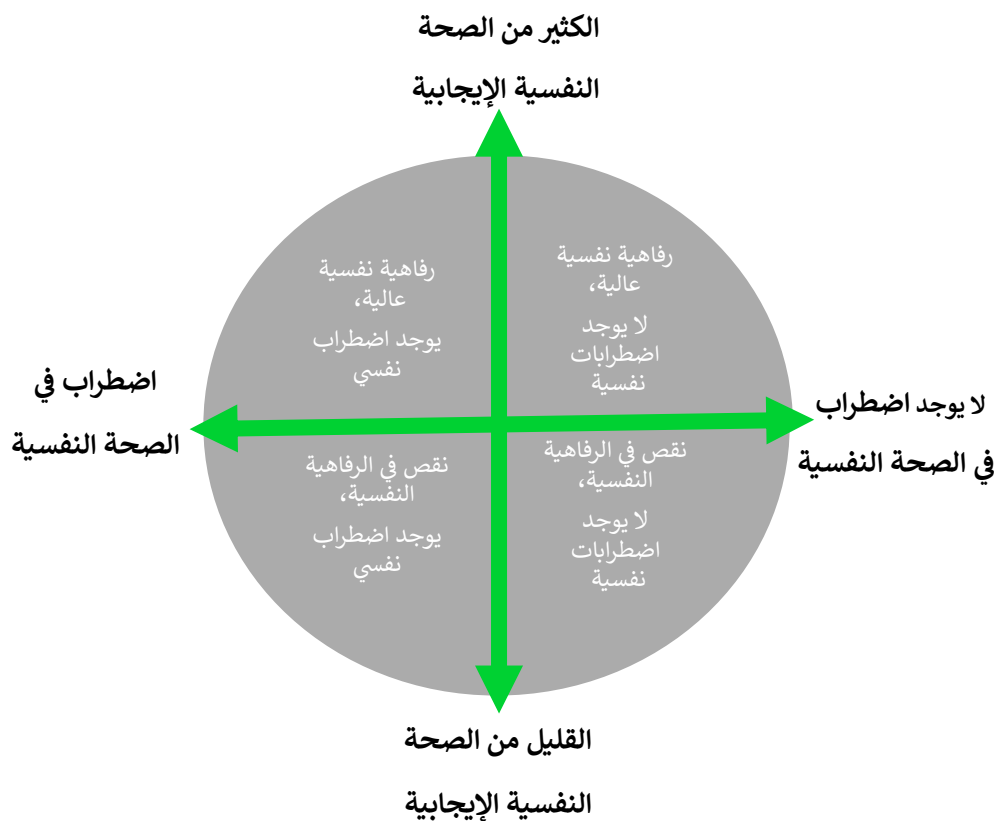 الكثير من الصحة
النفسية الإيجابية
رفاهية نفسية
عالية،
لا يوجد
اضطرابات
نفسية
رفاهية نفسية
عالية،
يوجد اضطراب
نفسي
لا يوجد اضطراب
في الصحة النفسية
اضطراب في
الصحة النفسية
نقص في الرفاهية
النفسية،
لا يوجد
اضطرابات
نفسية
نقص في الرفاهية
النفسية،
يوجد اضطراب
نفسي
القليل من الصحة
النفسية الإيجابية